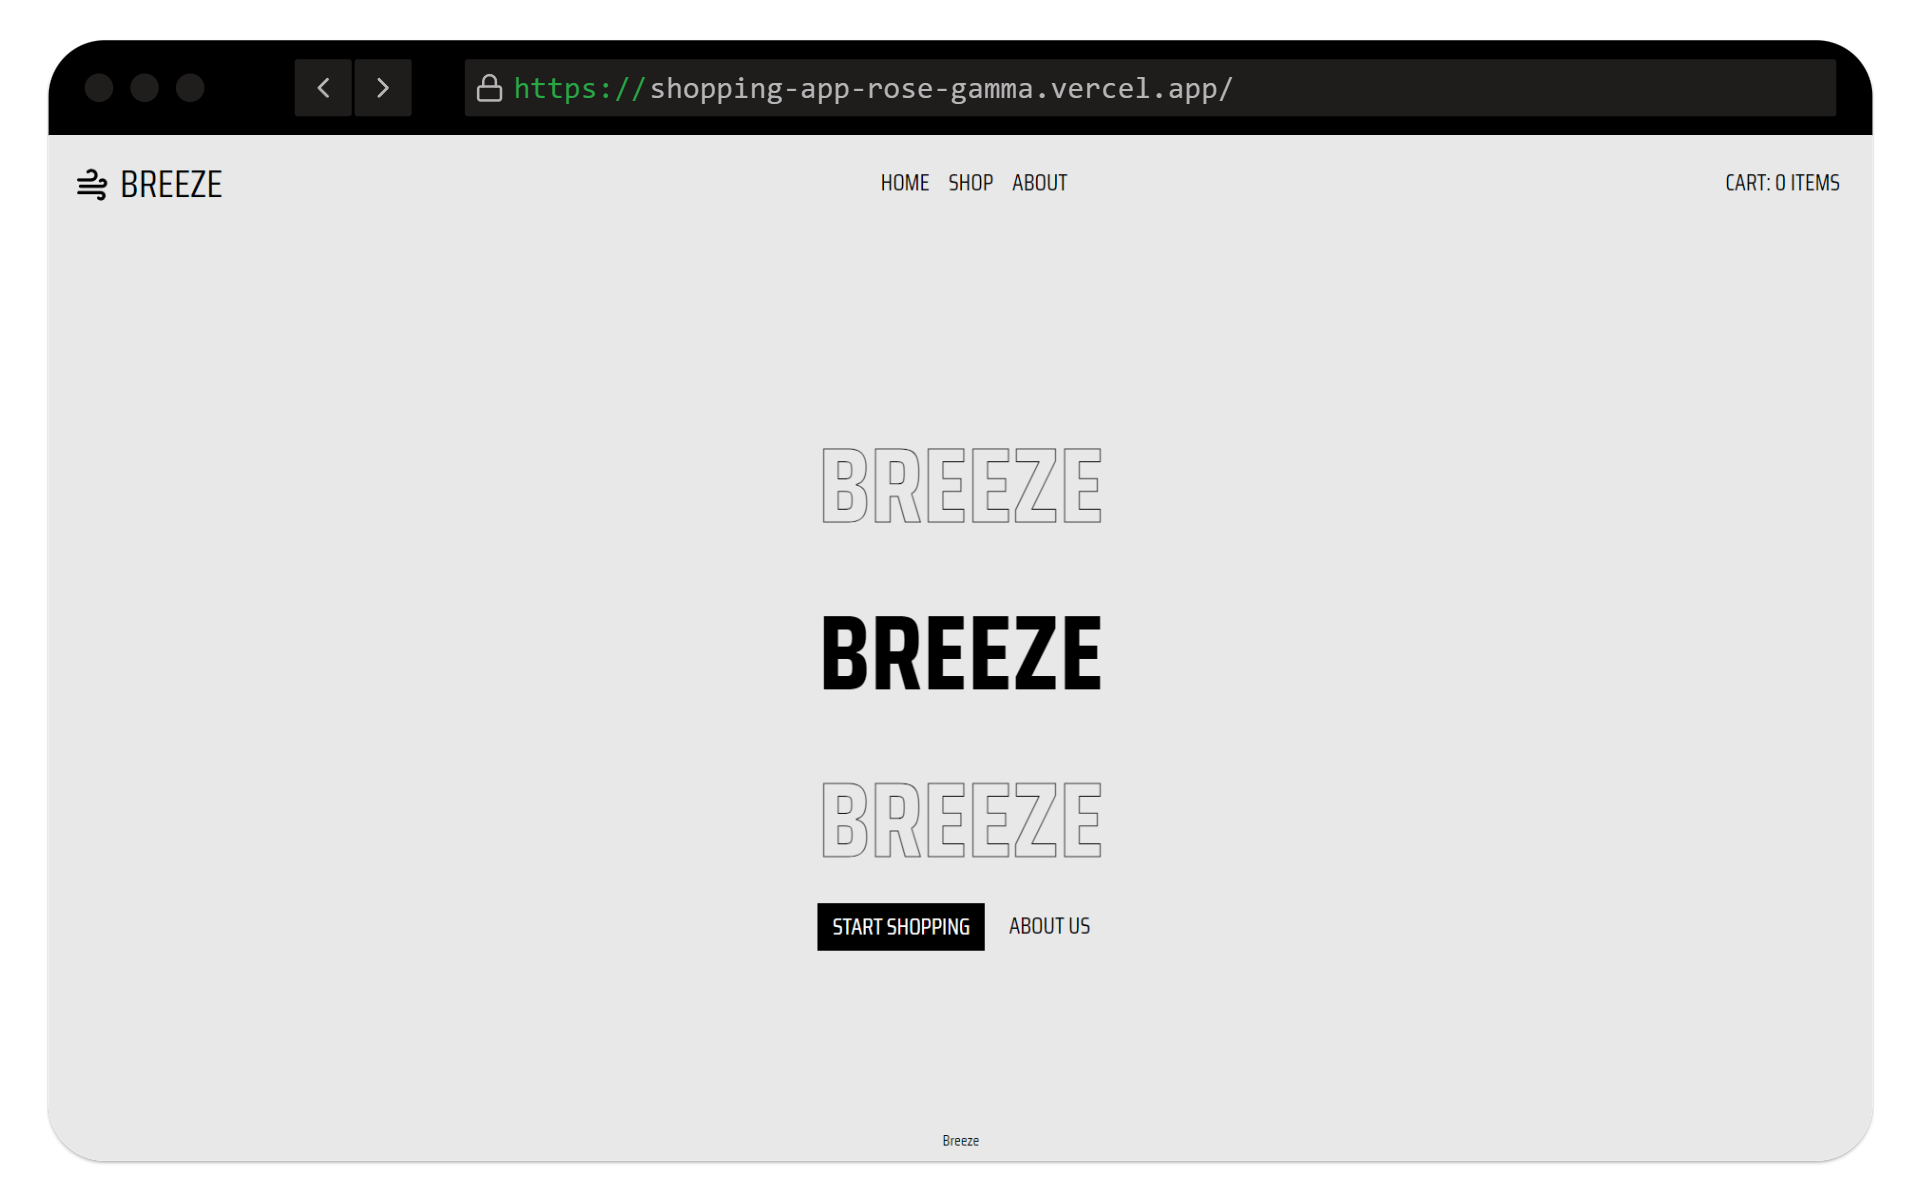 https://shopping-app-rose-gamma.vercel.app/
BREEZE HOME SHOP ABOUT CART: 0 ITEMS
BREEZE
BREEZE
BREEZE
START SHOPPING ABOUT US
Breeze